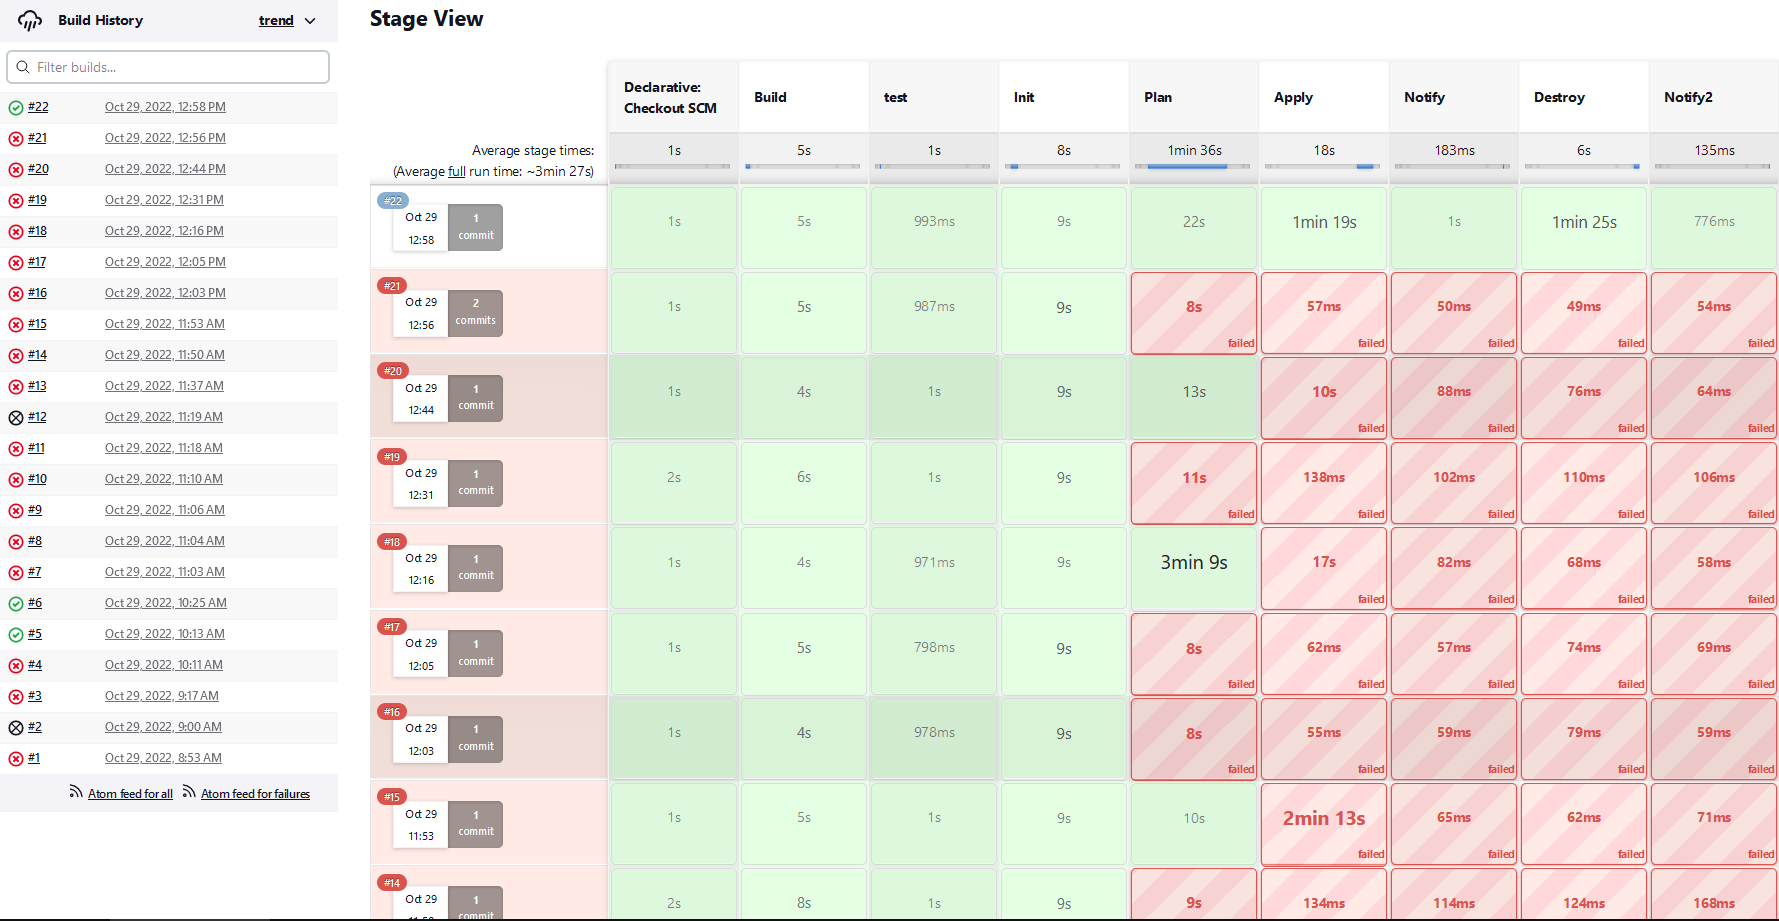 Build History
trend
Filter builds...
#22 Oct 29, 2022, 12:58 PM
#21 Oct 29, 2022, 12:56 PM
#20 Oct 29, 2022, 12:44 PM
#19 Oct 29, 2022, 12:31 PM
#18 Oct 29, 2022, 12:16 PM
#17 Oct 29, 2022, 12:05 PM
#16 Oct 29, 2022, 12:03 PM
#15 Oct 29, 2022, 11:53 AM
#14 Oct 29, 2022, 11:50 AM
#13 Oct 29, 2022, 11:37 AM
#12 Oct 29, 2022, 11:19 AM
#11 Oct 29, 2022, 11:18 AM
#10 Oct 29, 2022, 11:10 AM
#9 Oct 29, 2022, 11:06 AM
#8 Oct 29, 2022, 11:04 AM
#7 Oct 29, 2022, 11:03 AM
#6 Oct 29, 2022, 10:25 AM
#5 Oct 29, 2022, 10:13 AM
#4 Oct 29, 2022, 10:11 AM
#3 Oct 29, 2022, 9:17 AM
#2 Oct 29, 2022, 9:00 AM
#1 Oct 29, 2022, 8:53 AM
Atom feed for all Atom feed for failures
Stage View
Declarative: Checkout SCM Build test Init Plan Apply Notify Destroy Notify2
Average stage times: 1s 5s 1s 8s 1min 36s 18s 183ms 6s 135ms
(Average full run time: ~3min 27s)
#22
Oct 29 12:58 1 commit
1s 5s 993ms 9s 22s 1min 19s 1s 1min 25s 776ms
#21
Oct 29 12:56 2 commits
1s 5s 987ms 9s 8s 57ms 50ms 49ms 54ms
failed failed failed failed failed
#20
Oct 29 12:44 1 commit
1s 4s 1s 9s 13s 10s 88ms 76ms 64ms
failed failed failed failed
#19
Oct 29 12:31 1 commit
2s 6s 1s 9s 11s 138ms 102ms 110ms 106ms
failed failed failed failed failed
#18
Oct 29 12:16 1 commit
1s 4s 971ms 9s 3min 9s 17s 82ms 68ms 58ms
failed failed failed failed
#17
Oct 29 12:05 1 commit
1s 5s 798ms 9s 8s 62ms 57ms 74ms 69ms
failed failed failed failed failed
#16
Oct 29 12:03 1 commit
1s 4s 978ms 9s 8s 55ms 59ms 79ms 59ms
failed failed failed failed failed
#15
Oct 29 11:53 1 commit
1s 5s 1s 9s 10s 2min 13s 65ms 62ms 71ms
failed failed failed failed
#14
Oct 29 1 commit
2s 8s 1s 9s 9s 134ms 114ms 124ms 168ms